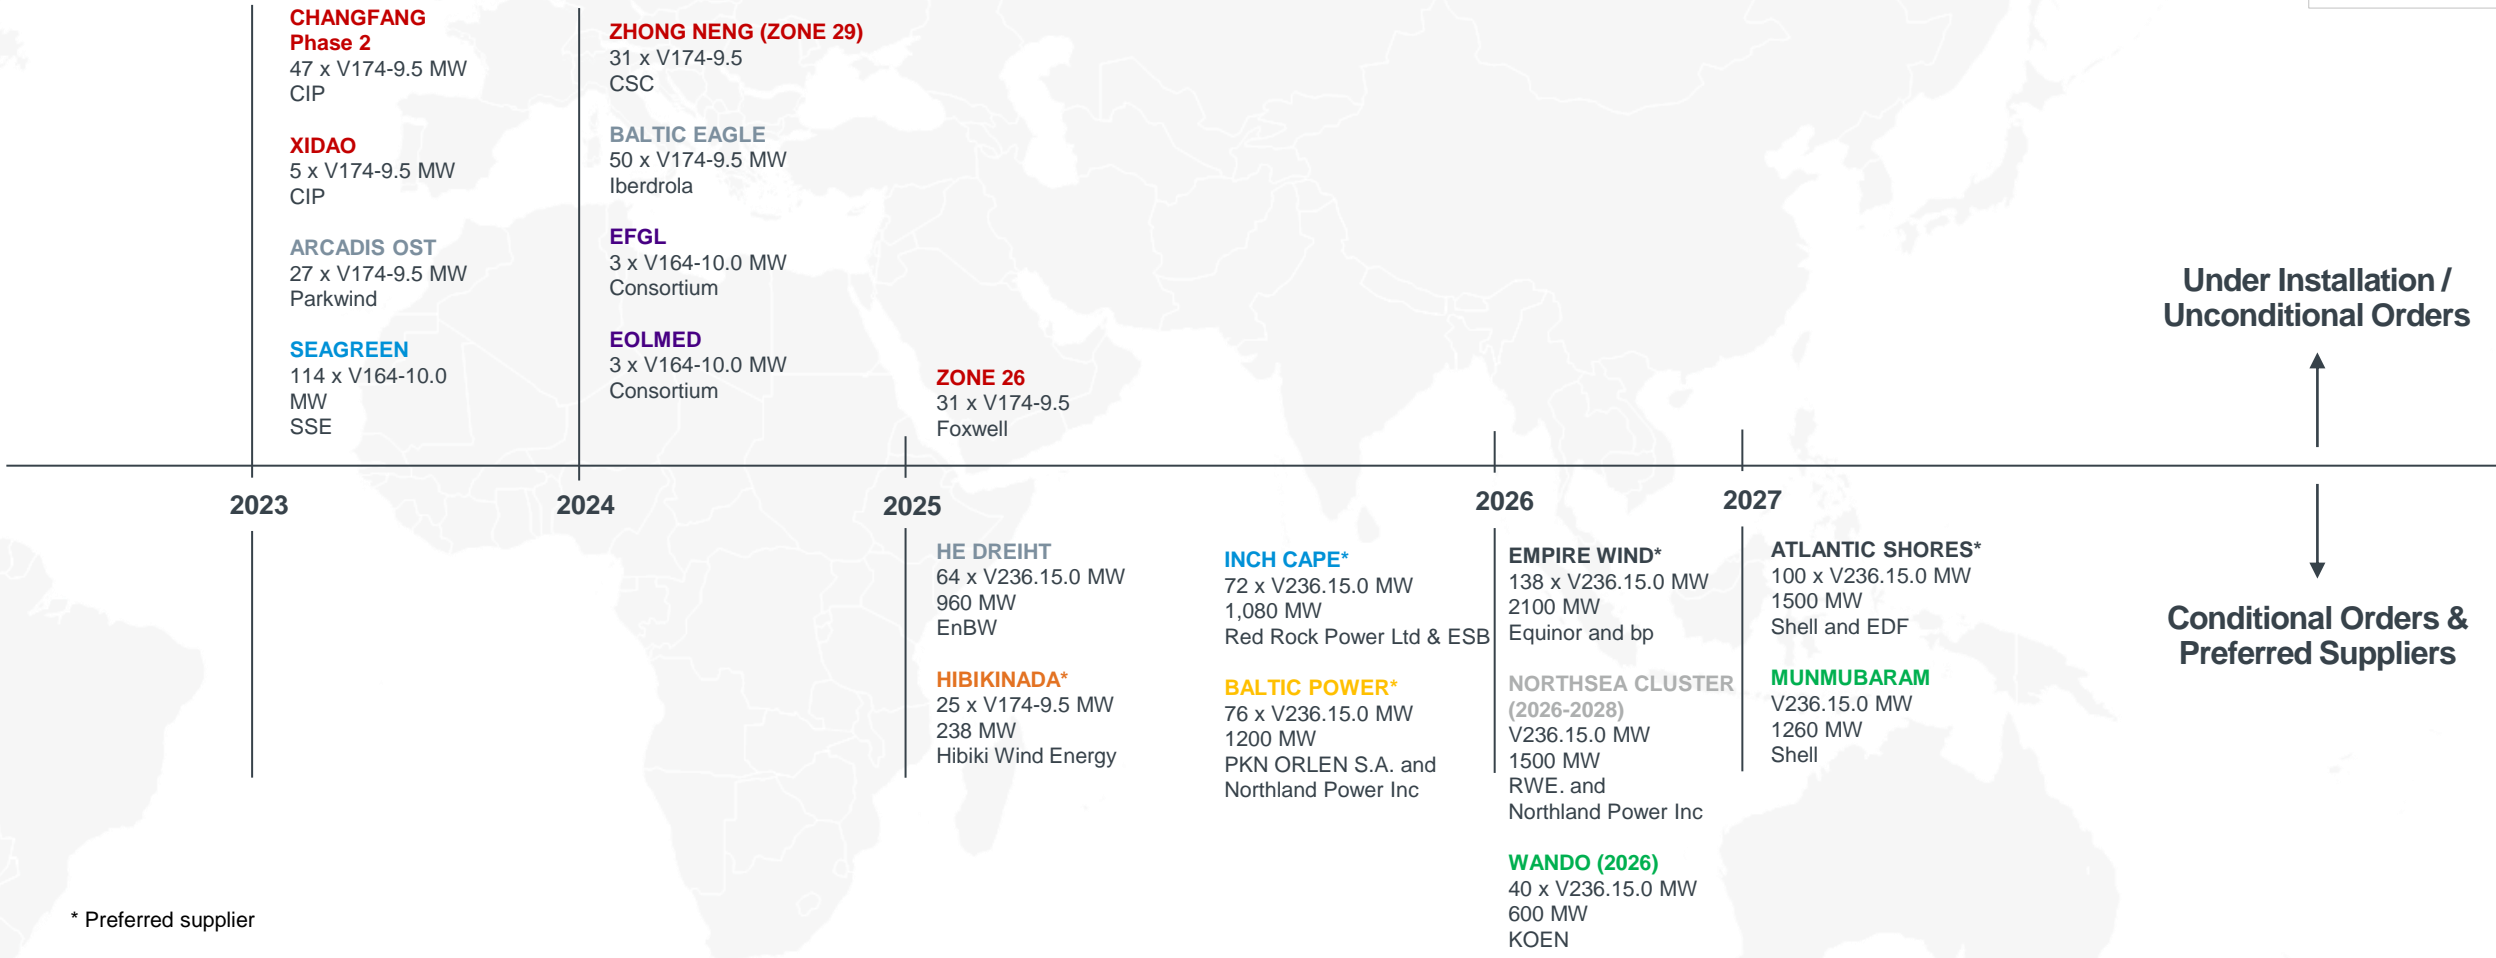 CHANGFANG
Phase 2
47 x V174-9.5 MW
CIP
XIDAO
5 x V174-9.5 MW
CIP
ARCADIS OST
27 x V174-9.5 MW
Parkwind
SEAGREEN
114 x V164-10.0
MW
SSE
ZHONG NENG (ZONE 29)
31 x V174-9.5
CSC
BALTIC EAGLE
50 x V174-9.5 MW
Iberdrola
EFGL
3 x V164-10.0 MW
Consortium
EOLMED
3 x V164-10.0 MW
Consortium
ZONE 26
31 x V174-9.5
Foxwell
Under Installation /
Unconditional Orders
2023
2024
2025
2026
2027
HE DREIHT
64 x V236.15.0 MW
960 MW
EnBW
HIBIKINADA*
25 x V174-9.5 MW
238 MW
Hibiki Wind Energy
INCH CAPE*
72 x V236.15.0 MW
1,080 MW
Red Rock Power Ltd & ESB
BALTIC POWER*
76 x V236.15.0 MW
1200 MW
PKN ORLEN S.A. and
Northland Power Inc
EMPIRE WIND*
138 x V236.15.0 MW
2100 MW
Equinor and bp
NORTHSEA CLUSTER
(2026-2028)
V236.15.0 MW
1500 MW
RWE. and
Northland Power Inc
WANDO (2026)
40 x V236.15.0 MW
600 MW
KOEN
ATLANTIC SHORES*
100 x V236.15.0 MW
1500 MW
Shell and EDF
MUNMUBARAM
V236.15.0 MW
1260 MW
Shell
Conditional Orders &
Preferred Suppliers
* Preferred supplier